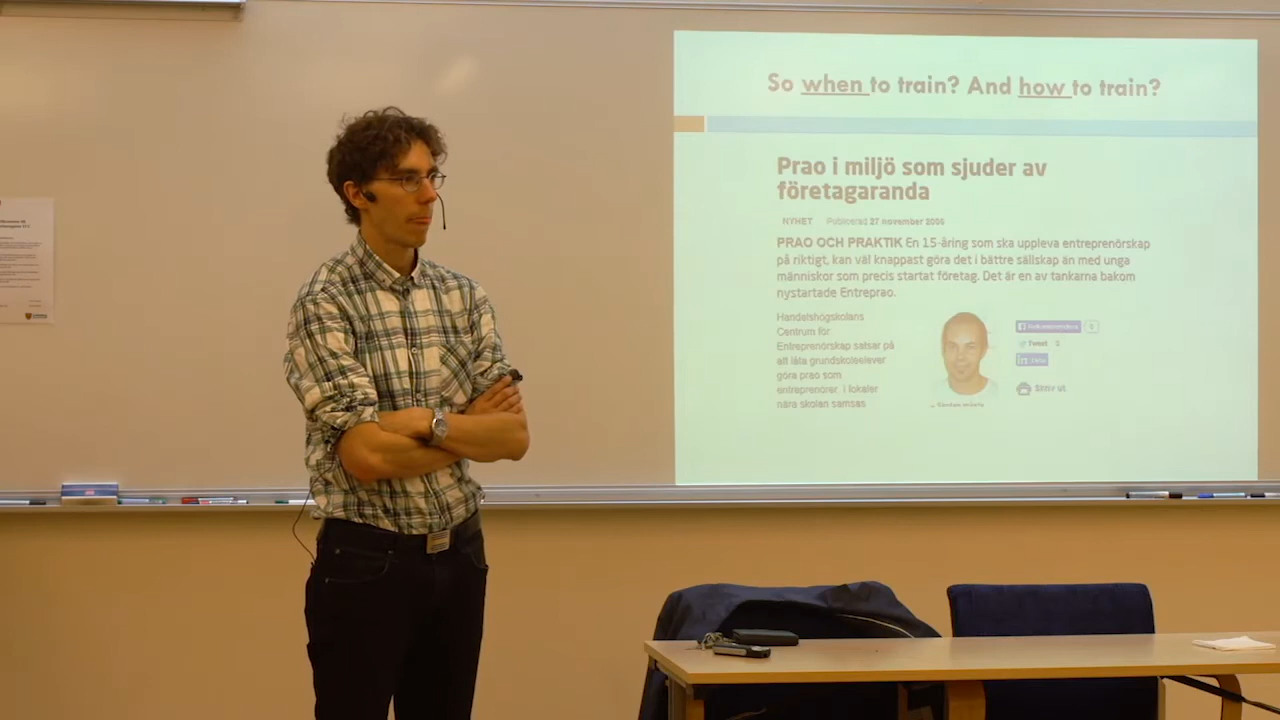 So when to train? And how to train?
Prao i miljö som sjuder av
företagaranda
NYHET Publicerad 27 november 2006
PRAO OCH PRAKTIK En 15-åring som ska uppleva entreprenörskap
på riktigt, kan väl knappast göra det i bättre sällskap än med unga
människor som precis startat företag. Det är en av tankarna bakom
nystartade Entreprao.
Handelshögskolans
Centrum för
Entreprenörskap satsar på
att låta grundskoleelever
göra prao som
entreprenörer i lokaler
nära skolan samsas
Tweet 0
Skriv ut